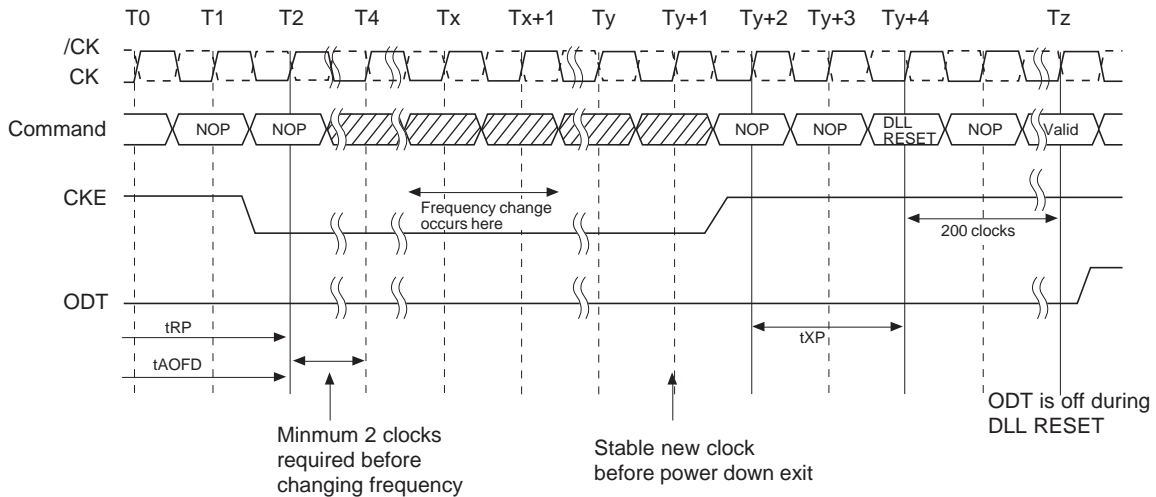 T0 T1 T2 T4 Tx Tx+1 Ty Ty+1 Ty+2 Ty+3 Ty+4 Tz
/CK
CK
Command NOP NOP NOP NOP DLL RESET NOP Valid
CKE
Frequency change
occurs here
200 clocks
ODT
tRP
tXP
tAOFD
Minmum 2 clocks
required before
changing frequency
Stable new clock
before power down exit
ODT is off during
DLL RESET